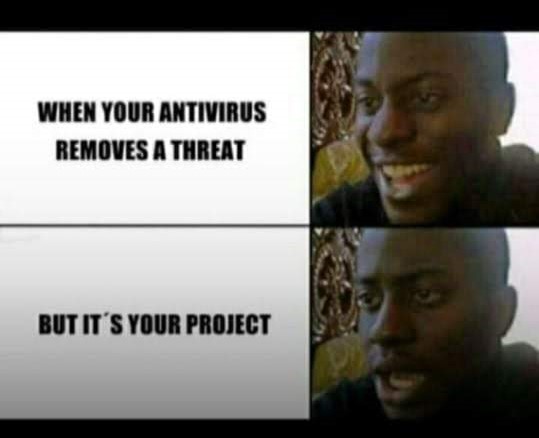 WHEN YOUR ANTIVIRUS
REMOVES A THREAT
BUT IT´S YOUR PROJECT